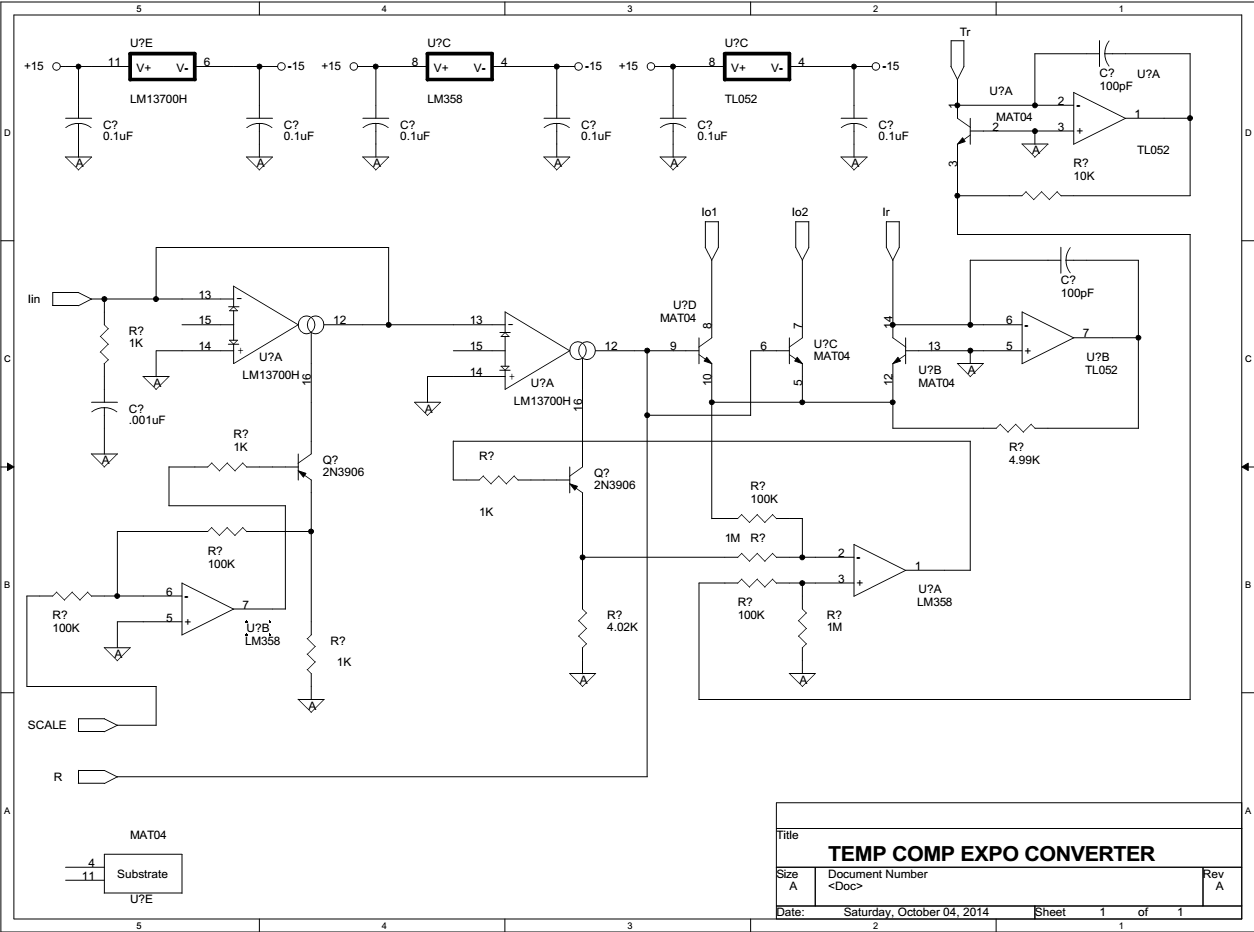 5 4 3 2 1
D D
C C
B B
A A
U?E
+15 11 V+ V- 6 -15
LM13700H
C?
0.1uF
C?
0.1uF
A A
U?C
+15 8 V+ V- 4 -15
LM358
C?
0.1uF
C?
0.1uF
A A
U?C
+15 8 V+ V- 4 -15
TL052
C?
0.1uF
C?
0.1uF
A A
Tr
C?
100pF
U?A
U?A
MAT04
1 2 3
2 - 1
3 +
A
TL052
R?
10K
Iin
R?
1K
C?
.001uF
A
13 -
15
14 +
12
16
A
U?A
LM13700H
13 -
15
14 +
12
16
A
U?A
LM13700H
Io1 Io2 Ir
U?D
MAT04
8 9 10
U?C
MAT04
7 6 5
14 13 12
U?B
MAT04
A
C?
100pF
6 - 7
5 +
U?B
TL052
R?
4.99K
R?
1K
Q?
2N3906
R?
100K
R?
100K
6 - 7
5 +
A
U?B
LM358
R?
1K
A
R?
1K
Q?
2N3906
R?
4.02K
A
R?
100K
1M R?
R?
100K
R?
1M
A
2 - 1
3 +
U?A
LM358
SCALE
R
MAT04
4
11
Substrate
U?E
Title
TEMP COMP EXPO CONVERTER
Size
A
Document Number
<Doc>
Rev
A
Date: Saturday, October 04, 2014 Sheet 1 of 1
5 4 3 2 1